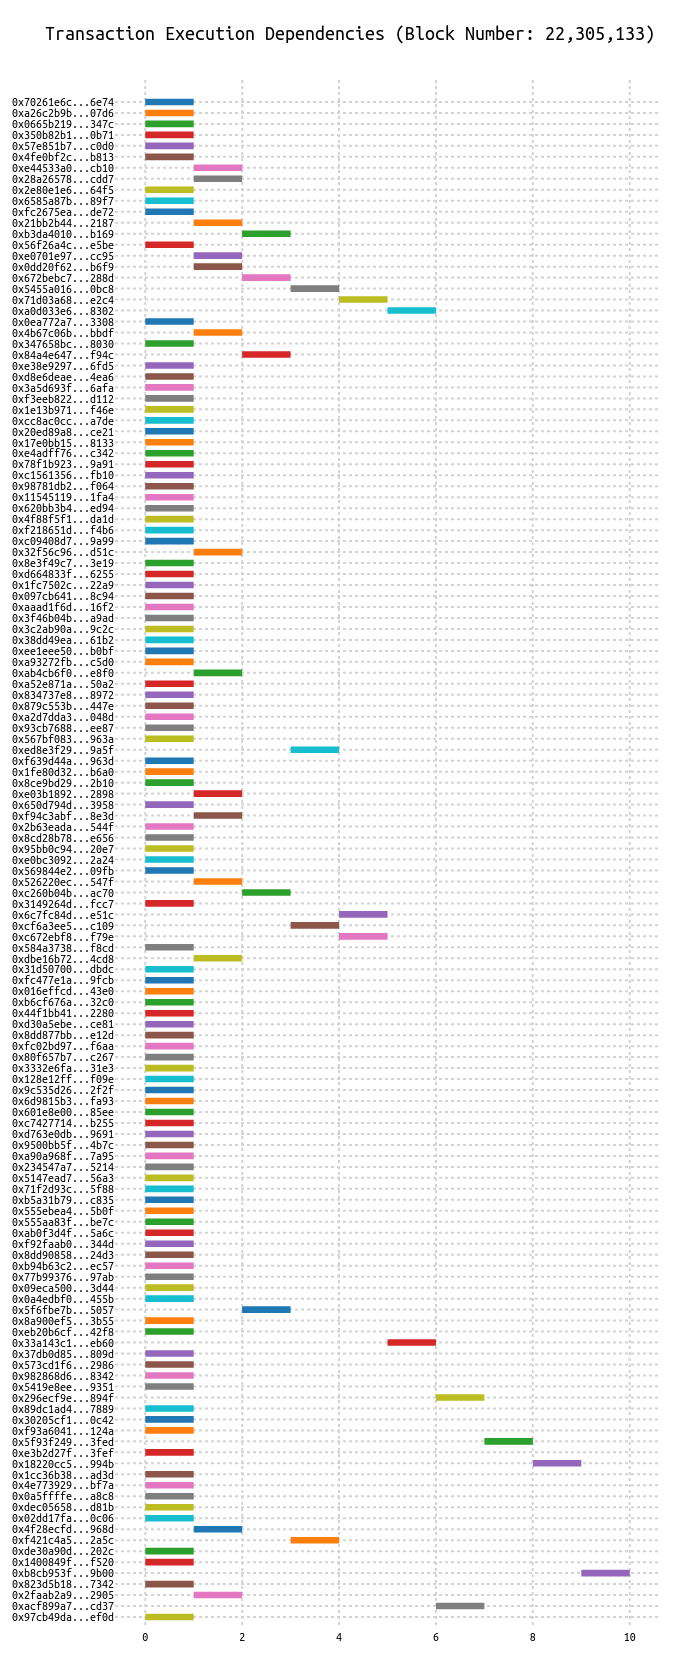 Transaction Execution Dependencies (Block Number: 22,305,133)
0x70261e6c...6e74
0xa26c2b9b...07d6
0x0665b219...347c
0x350b82b1...0b71
0x57e851b7...c0d0
0x4fe0bf2c...b813
0xe44533a0...cb10
0x28a26578...cdd7
0x2e80e1e6...64f5
0x6585a87b...89f7
0xfc2675ea...de72
0x21bb2b44...2187
0xb3da4010...b169
0x56f26a4c...e5be
0xe0701e97...cc95
0x0dd20f62...b6f9
0x672bebc7...288d
0x5455a016...0bc8
0x71d03a68...e2c4
0xa0d033e6...8302
0x0ea772a7...3308
0x4b67c06b...bbdf
0x347658bc...8030
0x84a4e647...f94c
0xe38e9297...6fd5
0xd8e6deae...4ea6
0x3a5d693f...6afa
0xf3eeb822...d112
0x1e13b971...f46e
0xcc8ac0cc...a7de
0x20ed89a8...ce21
0x17e0bb15...8133
0xe4adff76...c342
0x78f1b923...9a91
0xc1561356...fb10
0x98781db2...f064
0x11545119...1fa4
0x620bb3b4...ed94
0x4f88f5f1...da1d
0xf218651d...f4b6
0xc09408d7...9a99
0x32f56c96...d51c
0x8e3f49c7...3e19
0xd664833f...6255
0x1fc7502c...22a9
0x097cb641...8c94
0xaaad1f6d...16f2
0x3f46b04b...a9ad
0x3c2ab90a...9c2c
0x38dd49ea...61b2
0xee1eee50...b0bf
0xa93272fb...c5d0
0xab4cb6f0...e8f0
0xa52e871a...50a2
0x834737e8...8972
0x879c553b...447e
0xa2d7dda3...048d
0x93cb7688...ee87
0x567bf083...963a
0xed8e3f29...9a5f
0xf639d44a...963d
0x1fe80d32...b6a0
0x8ce9bd29...2b10
0xe03b1892...2898
0x650d794d...3958
0xf94c3abf...8e3d
0x2b63eada...544f
0x8cd28b78...e656
0x95bb0c94...20e7
0xe0bc3092...2a24
0x569844e2...09fb
0x526220ec...547f
0xc260b04b...ac70
0x3149264d...fcc7
0x6c7fc84d...e51c
0xcf6a3ee5...c109
0xc672ebf8...f79e
0x584a3738...f8cd
0xdbe16b72...4cd8
0x31d50700...dbdc
0xfc477e1a...9fcb
0x016effcd...43e0
0xb6cf676a...32c0
0x44f1bb41...2280
0xd30a5ebe...ce81
0x8dd877bb...e12d
0xfc02bd97...f6aa
0x80f657b7...c267
0x3332e6fa...31e3
0x128e12ff...f09e
0x9c535d26...2f2f
0x6d9815b3...fa93
0x601e8e00...85ee
0xc7427714...b255
0xd763e0db...9691
0x9500bb5f...4b7c
0xa90a968f...7a95
0x234547a7...5214
0x5147ead7...56a3
0x71f2d93c...5f88
0xb5a31b79...c835
0x555ebea4...5b0f
0x555aa83f...be7c
0xab0f3d4f...5a6c
0xf92faab0...344d
0x8dd90858...24d3
0xb94b63c2...ec57
0x77b99376...97ab
0x09eca500...3d44
0x0a4edbf0...455b
0x5f6fbe7b...5057
0x8a900ef5...3b55
0xeb20b6cf...42f8
0x33a143c1...eb60
0x37db0d85...809d
0x573cd1f6...2986
0x982868d6...8342
0x5419e8ee...9351
0x296ecf9e...894f
0x89dc1ad4...7889
0x30205cf1...0c42
0xf93a6041...124a
0x5f93f249...3fed
0xe3b2d27f...3fef
0x18220cc5...994b
0x1cc36b38...ad3d
0x4e773929...bf7a
0x0a5ffffe...a8c8
0xdec05658...d81b
0x02dd17fa...0c06
0x4f28ecfd...968d
0xf421c4a5...2a5c
0xde30a90d...202c
0x1400849f...f520
0xb8cb953f...9b00
0x823d5b18...7342
0x2faab2a9...2905
0xacf899a7...cd37
0x97cb49da...ef0d
0 2 4 6 8 10